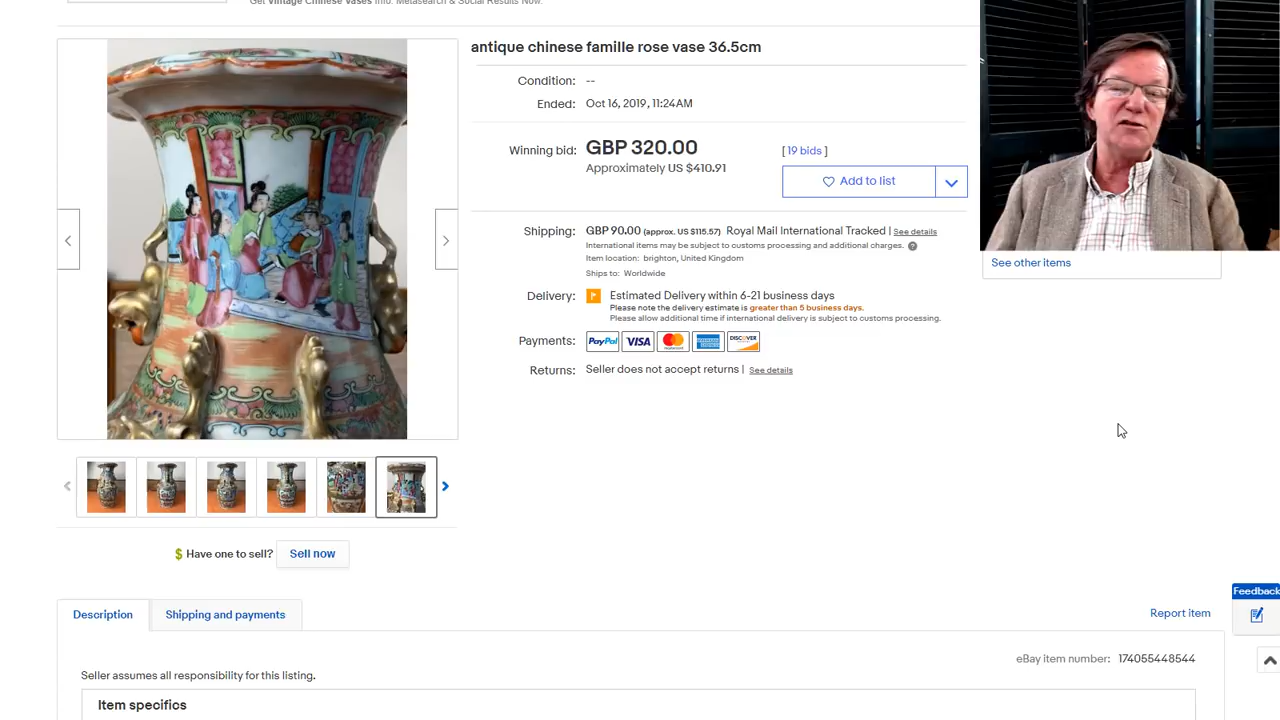 Get Vintage Chinese Vases Info. Metasearch & Social Results Now.
antique chinese famille rose vase 36.5cm
Condition: --
Ended: Oct 16, 2019, 11:24AM
Winning bid: GBP 320.00 [ 19 bids ]
Approximately US $410.91
Add to list
Shipping: GBP 90.00 (approx. US $115.57) Royal Mail International Tracked | See details
International items may be subject to customs processing and additional charges. ?
Item location: brighton, United Kingdom
Ships to: Worldwide
See other items
Delivery: Estimated Delivery within 6-21 business days
Please note the delivery estimate is greater than 5 business days.
Please allow additional time if international delivery is subject to customs processing.
Payments: PayPal VISA MasterCard AMERICAN EXPRESS DISCOVER
Returns: Seller does not accept returns | See details
$ Have one to sell? Sell now
Feedback
Description Shipping and payments Report item
eBay item number: 174055448544
Seller assumes all responsibility for this listing.
Item specifics